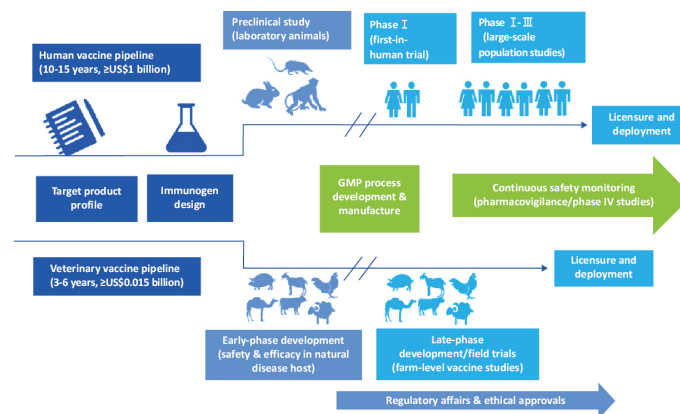 Preclinical study
(laboratory animals)
Phase Ⅰ
(first-in-
human trial)
Phase Ⅰ-Ⅲ
(large-scale
population studies)
Human vaccine pipeline
(10-15 years, ≥US$1 billion)
Licensure and
deployment
Target product
profile
Immunogen
design
GMP process
development &
manufacture
Continuous safety monitoring
(pharmacovigilance/phase IV studies)
Veterinary vaccine pipeline
(3-6 years, ≥US$0.015 billion)
Licensure and
deployment
Early-phase development
(safety & efficacy in natural
disease host)
Late-phase
development/field trials
(farm-level vaccine studies)
Regulatory affairs & ethical approvals